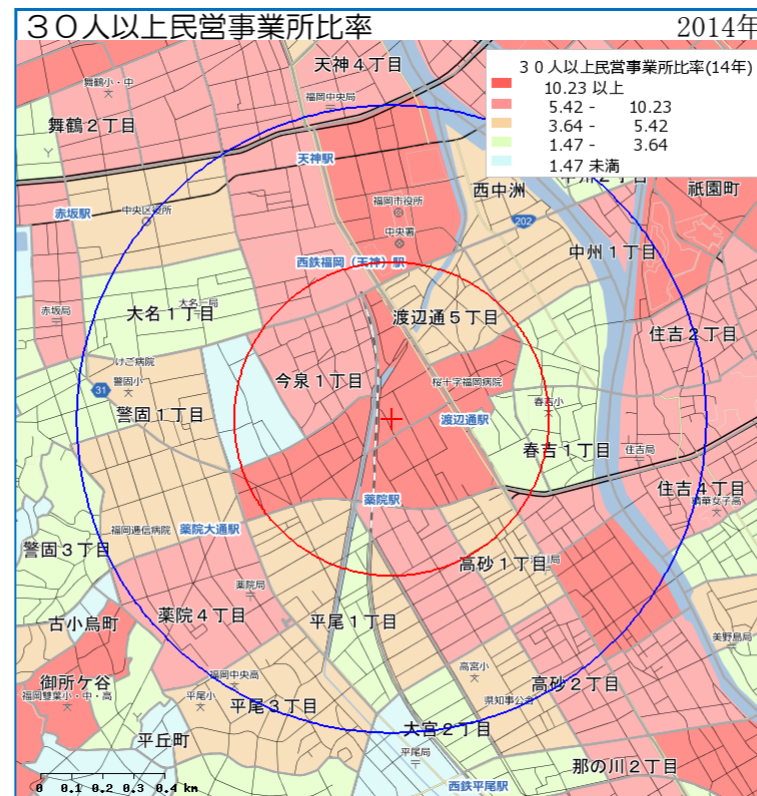 ３０人以上民営事業所比率
2014年
３０人以上民営事業所比率(14年)
10.23 以上
5.42 - 10.23
3.64 - 5.42
1.47 - 3.64
1.47 未満
天神４丁目
舞鶴小・中
福岡中央局
舞鶴２丁目
天神駅
西中洲
祇園町
赤坂駅
中央区役所
福岡市役所
202
中央署
中州１丁目
西鉄福岡（天神）駅
赤坂局
大名１丁目
大名一局
渡辺通５丁目
住吉２丁目
けご病院
警固小
今泉１丁目
桜十字福岡病院
31
警固１丁目
渡辺通駅
春吉小
春吉１丁目
住吉局
薬院駅
住吉４丁目
福岡逓信病院
薬院大通駅
警固３丁目
高砂１丁目
薬院局
古小烏町
薬院４丁目
平尾１丁目
美野島局
福岡中央高
高宮小
御所ケ谷
福岡雙葉小・中・高
平尾小
高砂２丁目
平尾３丁目
県知事公舎
平丘町
大宮２丁目
平尾局
那の川２丁目
西鉄平尾駅
0 0.1 0.2 0.3 0.4 km